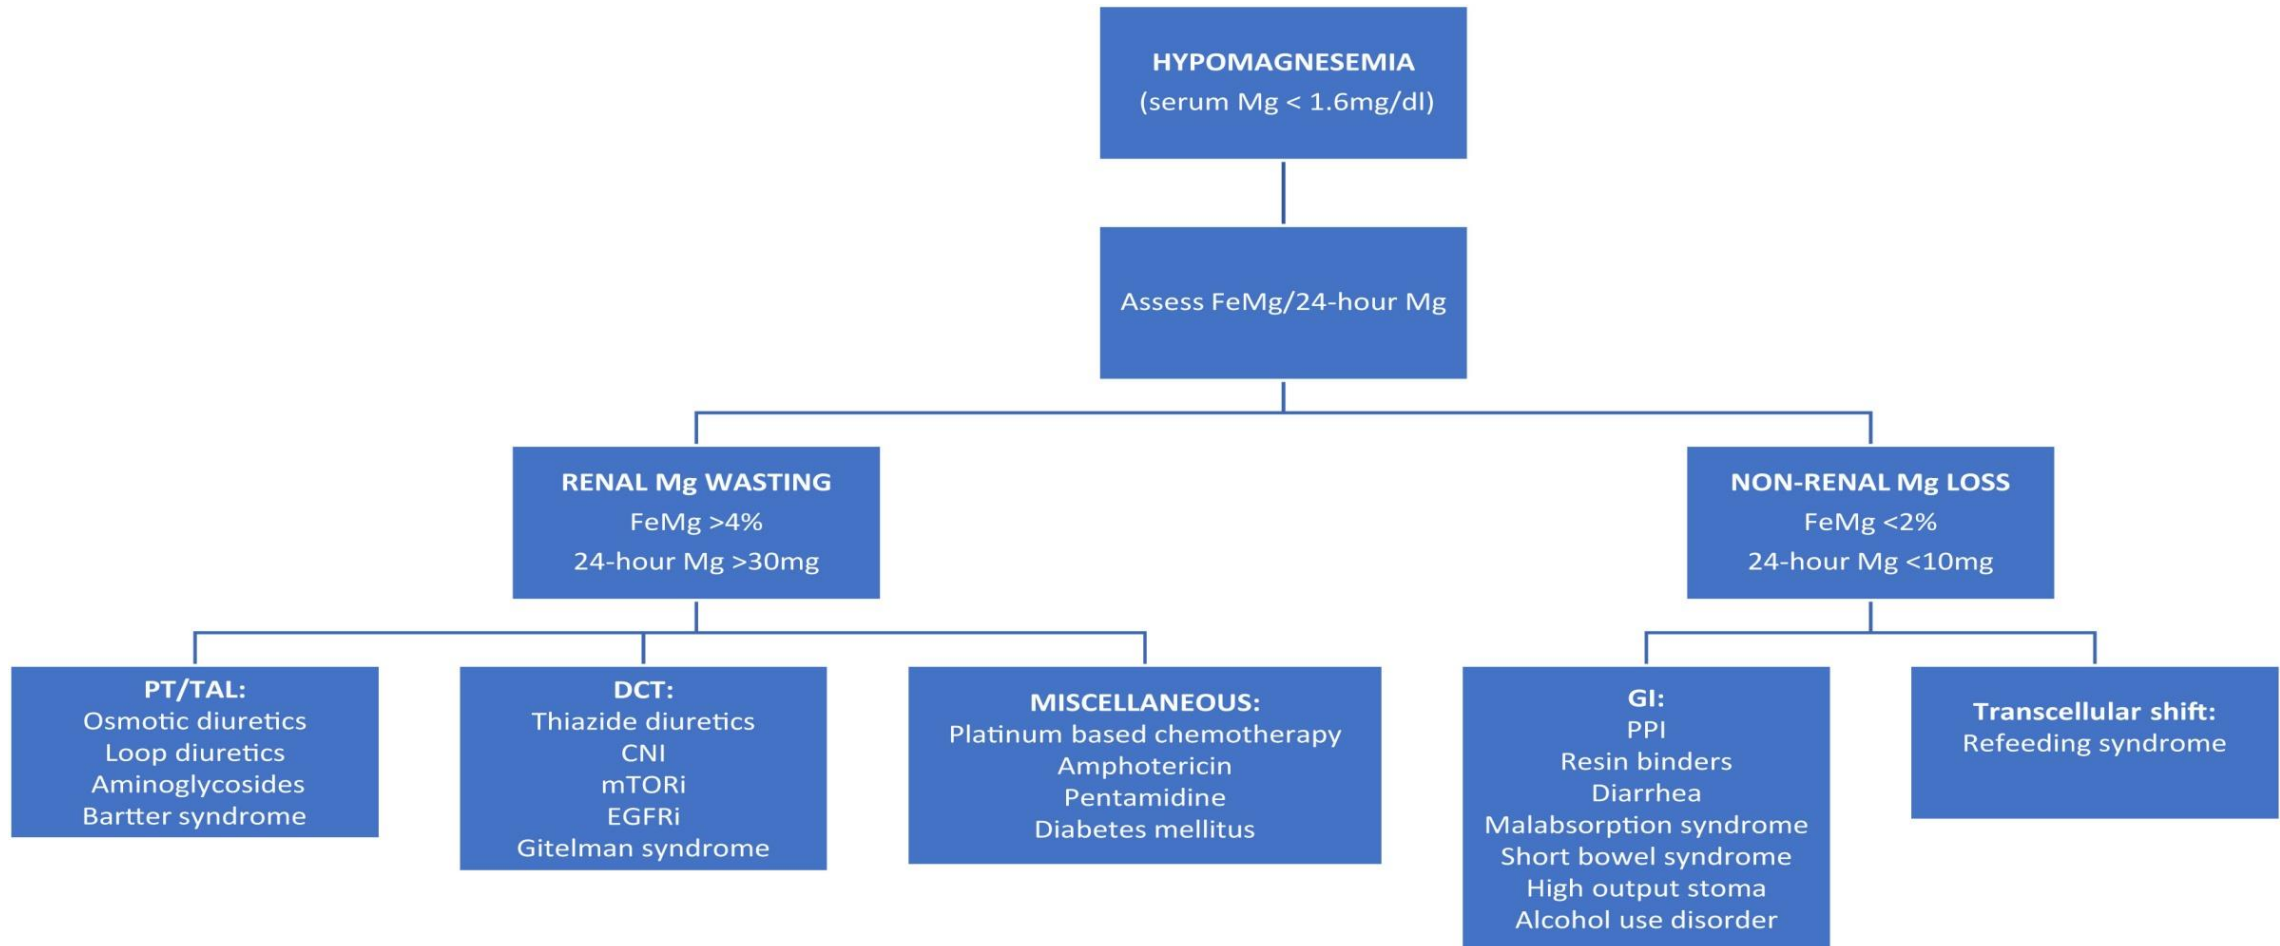 HYPOMAGNESEMIA
(serum Mg < 1.6mg/dl)
Assess FeMg/24-hour Mg
RENAL Mg WASTING
FeMg >4%
24-hour Mg >30mg
NON-RENAL Mg LOSS
FeMg <2%
24-hour Mg <10mg
PT/TAL:
Osmotic diuretics
Loop diuretics
Aminoglycosides
Bartter syndrome
DCT:
Thiazide diuretics
CNI
mTORi
EGFRi
Gitelman syndrome
MISCELLANEOUS:
Platinum based chemotherapy
Amphotericin
Pentamidine
Diabetes mellitus
GI:
PPI
Resin binders
Diarrhea
Malabsorption syndrome
Short bowel syndrome
High output stoma
Alcohol use disorder
Transcellular shift:
Refeeding syndrome